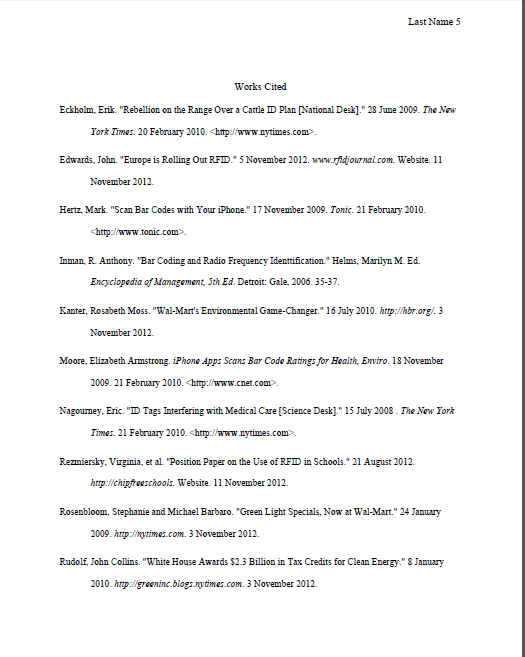 Last Name 5
Works Cited
Eckholm, Erik. "Rebellion on the Range Over a Cattle ID Plan [National Desk]." 28 June 2009. The New
York Times. 20 February 2010. <http://www.nytimes.com>.
Edwards, John. "Europe is Rolling Out RFID." 5 November 2012. www.rfidjournal.com. Website. 11
November 2012.
Hertz, Mark. "Scan Bar Codes with Your iPhone." 17 November 2009. Tonic. 21 February 2010.
<http://www.tonic.com>.
Inman, R. Anthony. "Bar Coding and Radio Frequency Identtification." Helms, Marilyn M. Ed.
Encyclopedia of Management, 5th Ed. Detroit: Gale, 2006. 35-37.
Kanter, Rosabeth Moss. "Wal-Mart's Environmental Game-Changer." 16 July 2010. http://hbr.org/. 3
November 2012.
Moore, Elizabeth Armstrong. iPhone Apps Scans Bar Code Ratings for Health, Enviro. 18 November
2009. 21 February 2010. <http://www.cnet.com>.
Nagourney, Eric. "ID Tags Interfering with Medical Care [Science Desk]." 15 July 2008 . The New York
Times. 21 February 2010. <http://www.nytimes.com>.
Rezmiersky, Virginia, et al. "Position Paper on the Use of RFID in Schools." 21 August 2012.
http://chipfreeschools. Website. 11 November 2012.
Rosenbloom, Stephanie and Michael Barbaro. "Green Light Specials, Now at Wal-Mart." 24 January
2009. http://nytimes.com. 3 November 2012.
Rudolf, John Collins. "White House Awards $2.3 Billion in Tax Credits for Clean Energy." 8 January
2010. http://greeninc.blogs.nytimes.com. 3 November 2012.